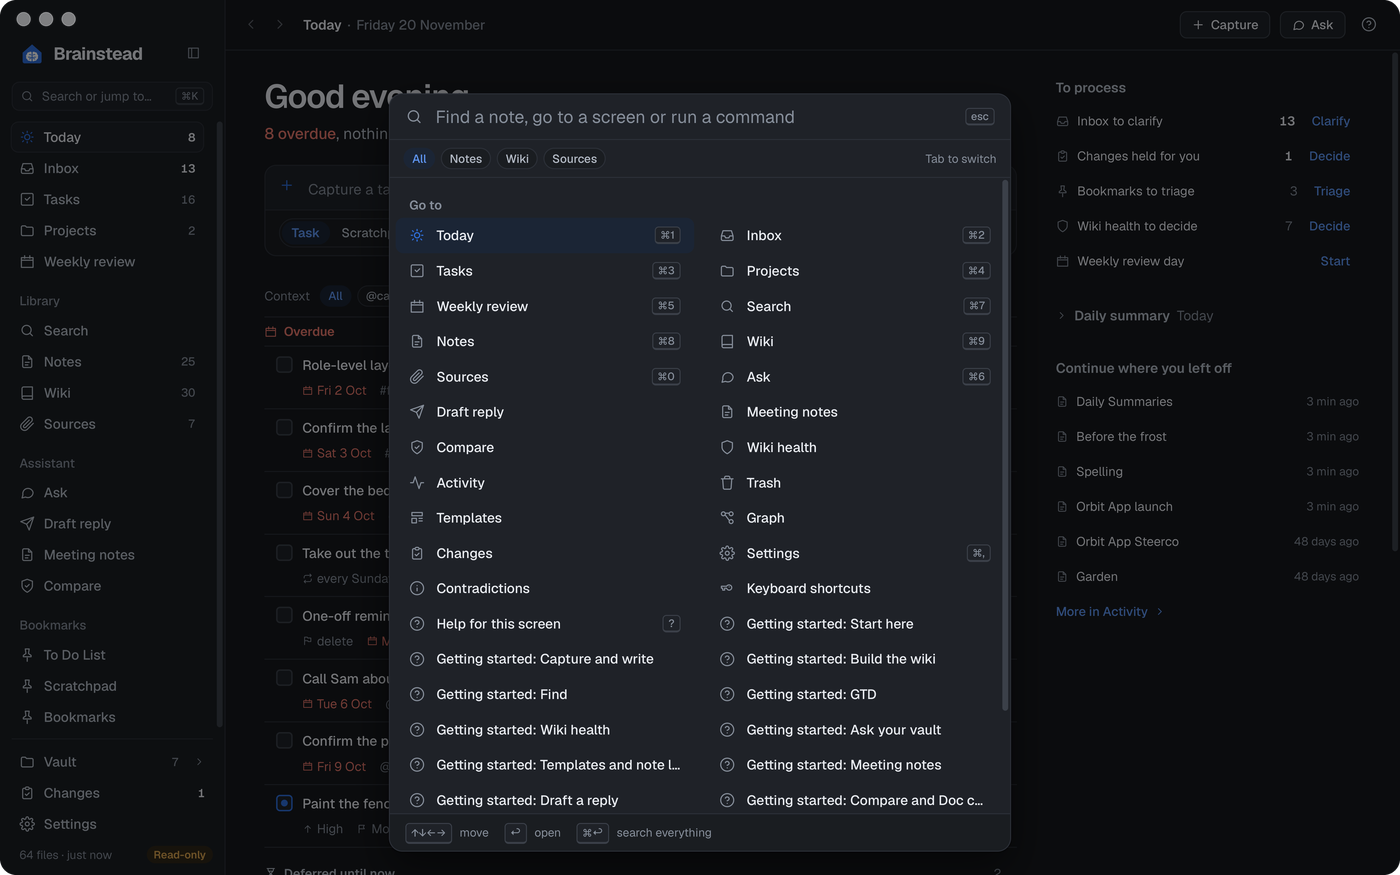 Brainstead
Search or jump to... ⌘K
Today 8
Inbox 13
Tasks 16
Projects 2
Weekly review
Library
Search
Notes 25
Wiki 30
Sources 7
Assistant
Ask
Draft reply
Meeting notes
Compare
Bookmarks
To Do List
Scratchpad
Bookmarks
Vault 7
Changes 1
Settings
64 files · just now Read-only
Today · Friday 20 November
Capture
Ask
Good evening
8 overdue, nothin
Capture a ta
Task Scratch
Context All @ca
Overdue
Role-level lay
Fri 2 Oct
Confirm the la
Sat 3 Oct
Cover the bed
Sun 4 Oct
Take out the t
every Sunda
One-off remin
delete
Call Sam abou
Tue 6 Oct
Confirm the p
Fri 9 Oct
Paint the fenc
High Mo
Deferred until now 2
Find a note, go to a screen or run a command esc
All Notes Wiki Sources Tab to switch
Go to
Today ⌘1
Inbox ⌘2
Tasks ⌘3
Projects ⌘4
Weekly review ⌘5
Search ⌘7
Notes ⌘8
Wiki ⌘9
Sources ⌘0
Ask ⌘6
Draft reply
Meeting notes
Compare
Wiki health
Activity
Trash
Templates
Graph
Changes
Settings ⌘,
Contradictions
Keyboard shortcuts
Help for this screen ?
Getting started: Start here
Getting started: Capture and write
Getting started: Build the wiki
Getting started: Find
Getting started: GTD
Getting started: Wiki health
Getting started: Ask your vault
Getting started: Templates and note l...
Getting started: Meeting notes
Getting started: Draft a reply
Getting started: Compare and Doc c...
↑↓←→ move ↩ open ⌘↩ search everything
To process
Inbox to clarify 13 Clarify
Changes held for you 1 Decide
Bookmarks to triage 3 Triage
Wiki health to decide 7 Decide
Weekly review day Start
Daily summary Today
Continue where you left off
Daily Summaries 3 min ago
Before the frost 3 min ago
Spelling 3 min ago
Orbit App launch 3 min ago
Orbit App Steerco 48 days ago
Garden 48 days ago
More in Activity